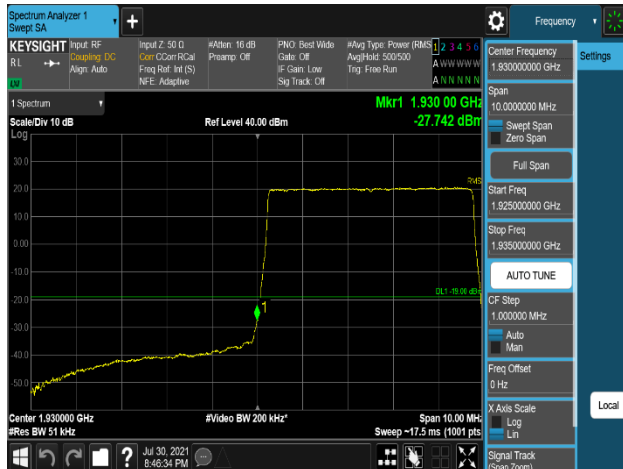 Spectrum Analyzer 1
Swept SA
Frequency
KEYSIGHT
RL
Input: RF
Coupling: DC
Align: Auto
Input Z: 50 Ω
Corr CCorr RCal
Freq Ref: Int (S)
NFE: Adaptive
#Atten: 16 dB
Preamp: Off
PNO: Best Wide
Gate: Off
IF Gain: Low
Sig Track: Off
#Avg Type: Power (RMS
Avg|Hold: 500/500
Trig: Free Run
1 2 3 4 5 6
A W W W W W
A N N N N N
Center Frequency
1.930000000 GHz
Settings
Span
10.0000000 MHz
Swept Span
Zero Span
Full Span
Start Freq
1.925000000 GHz
Stop Freq
1.935000000 GHz
AUTO TUNE
CF Step
1.000000 MHz
Auto
Man
Freq Offset
0 Hz
X Axis Scale
Log
Lin
Local
Signal Track
(Span Zoom)
1 Spectrum
Scale/Div 10 dB
Ref Level 40.00 dBm
Mkr1 1.930 00 GHz
-27.742 dBm
Log
30.0
20.0
10.0
0.00
-10.0
-20.0
-30.0
-40.0
-50.0
RMS
DL1 -19.00 dBm
1
Center 1.930000 GHz
#Video BW 200 kHz*
Span 10.00 MHz
#Res BW 51 kHz
Sweep ~17.5 ms (1001 pts
?
Jul 30, 2021
8:46:34 PM